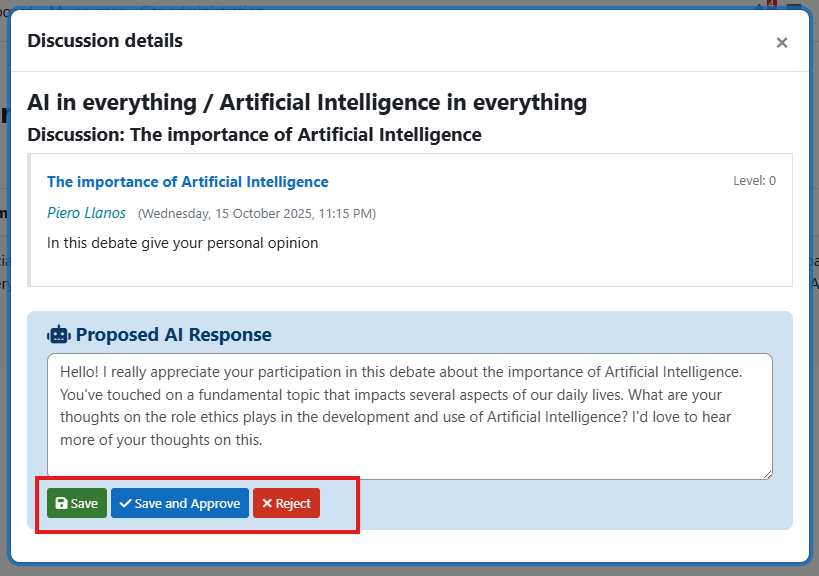 Discussion details
×
AI in everything / Artificial Intelligence in everything
Discussion: The importance of Artificial Intelligence
The importance of Artificial Intelligence
Level: 0
Piero Llanos (Wednesday, 15 October 2025, 11:15 PM)
In this debate give your personal opinion
Proposed AI Response
Hello! I really appreciate your participation in this debate about the importance of Artificial Intelligence.
You've touched on a fundamental topic that impacts several aspects of our daily lives. What are your
thoughts on the role ethics plays in the development and use of Artificial Intelligence? I'd love to hear
more of your thoughts on this.
Save
Save and Approve
Reject